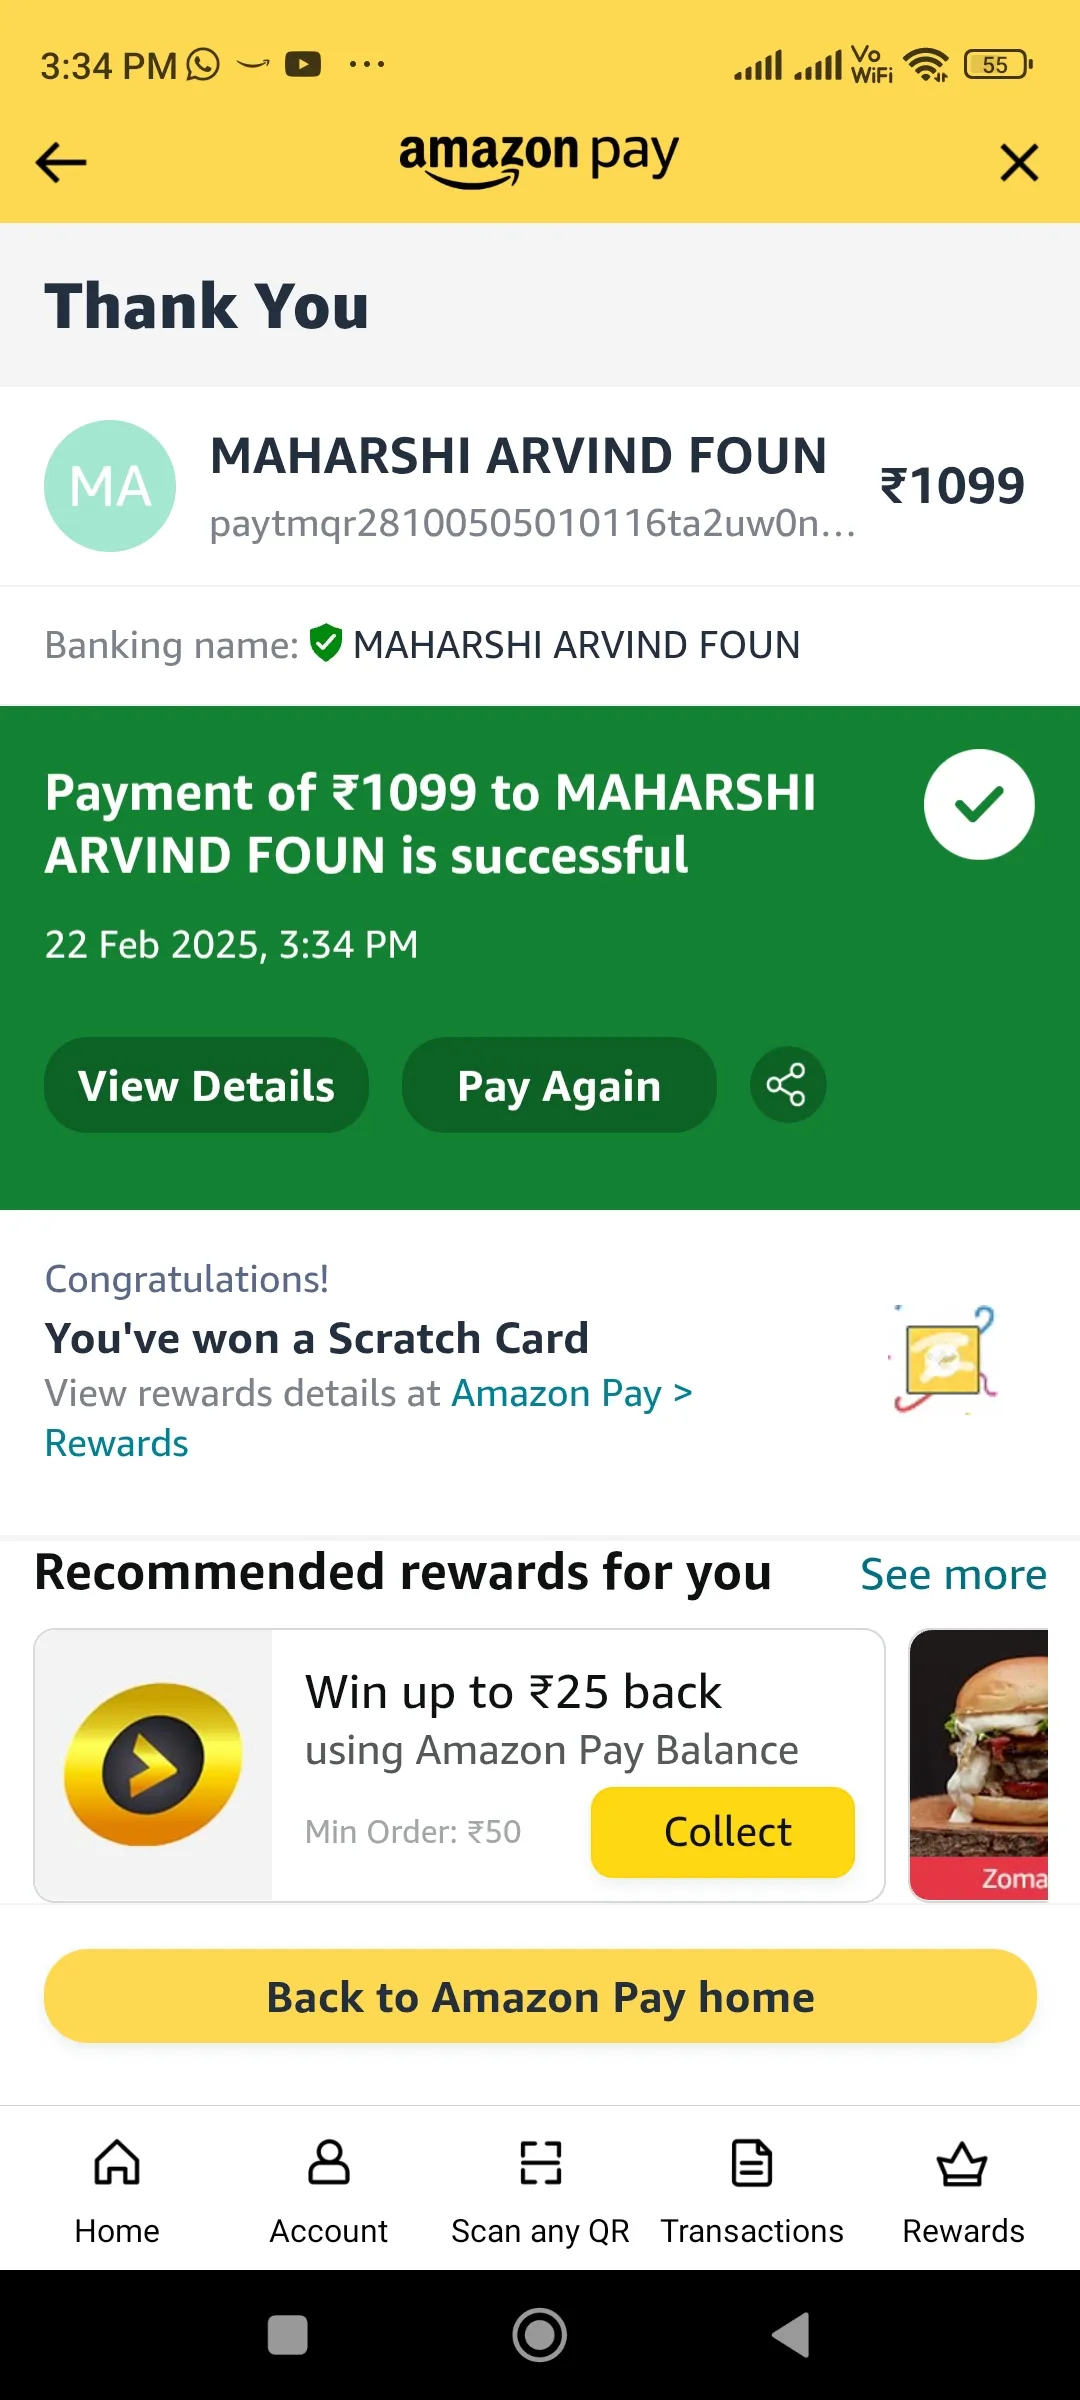 3:34 PM
Vo
WiFi
55
amazon pay
Thank You
MA
MAHARSHI ARVIND FOUN
₹1099
paytmqr28100505010116ta2uw0n...
Banking name: MAHARSHI ARVIND FOUN
Payment of ₹1099 to MAHARSHI
ARVIND FOUN is successful
22 Feb 2025, 3:34 PM
View Details
Pay Again
Congratulations!
You've won a Scratch Card
View rewards details at Amazon Pay >
Rewards
Recommended rewards for you
See more
Win up to ₹25 back
using Amazon Pay Balance
Min Order: ₹50
Collect
Zoma
Back to Amazon Pay home
Home
Account
Scan any QR
Transactions
Rewards